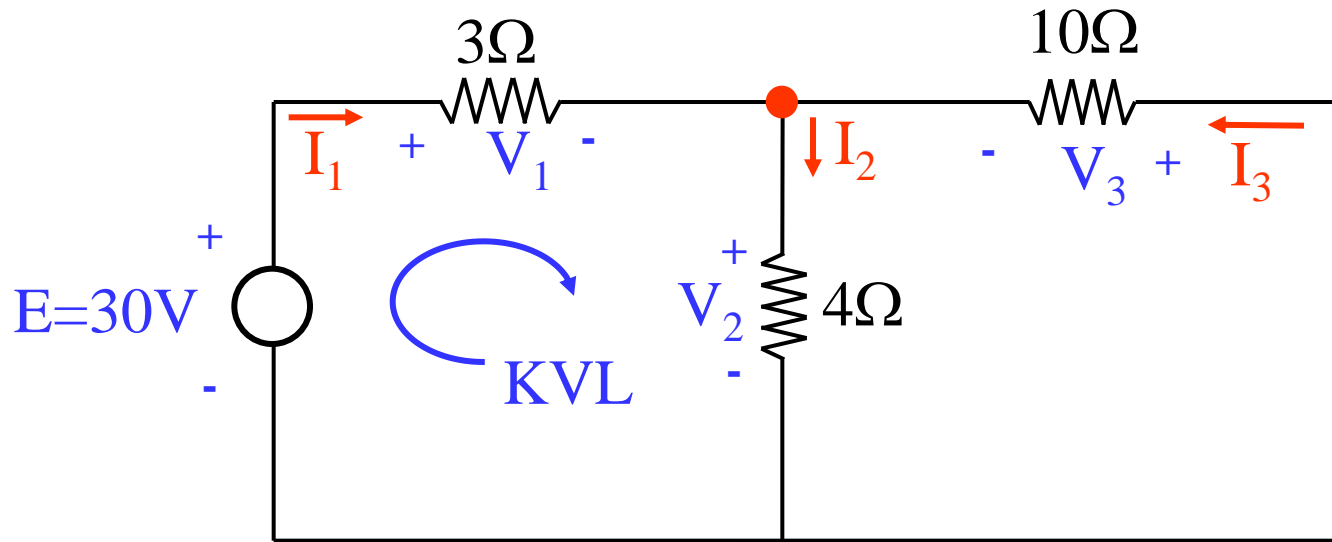 3Ω
10Ω
I₁
+ V₁ -
I₂
- V₃ +
I₃
+
E=30V
-
+
V₂
-
4Ω
KVL